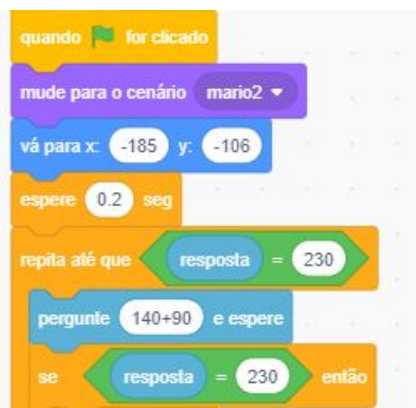 quando for clicado
mude para o cenário mario2
vá para x: -185 y: -106
espere 0.2 seg
repita até que resposta = 230
pergunte 140+90 e espere
se resposta = 230 então